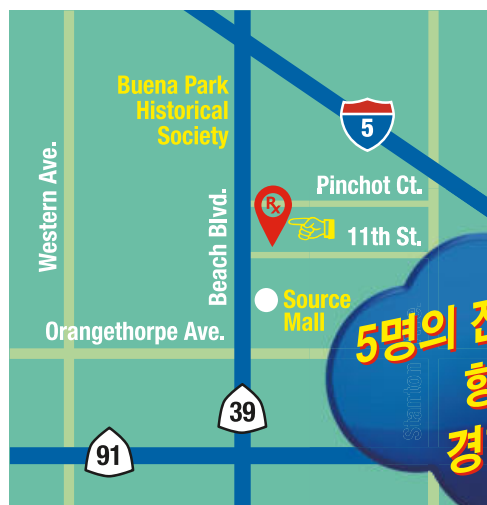 Buena Park
Historical
Society
5
Western Ave.
Beach Blvd.
Pinchot Ct.
Rx
11th St.
Source
Mall
Orangethorpe Ave.
5명의
39
91
Stanton